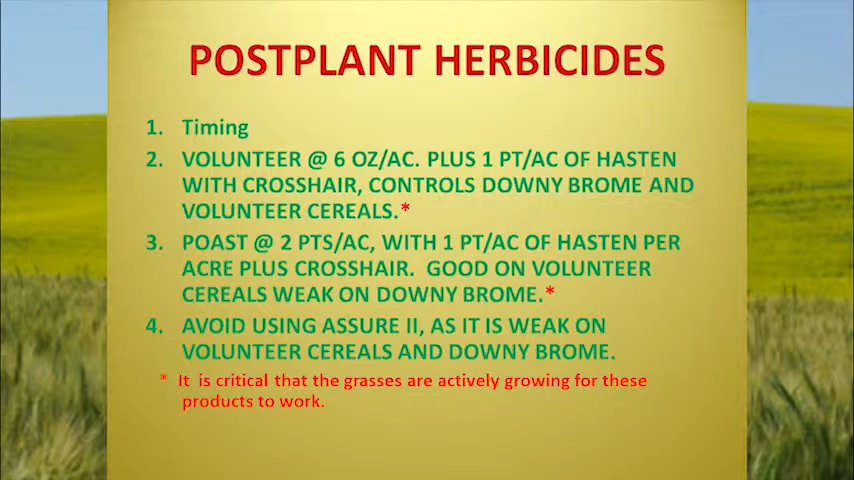 POSTPLANT HERBICIDES
1. Timing
2. VOLUNTEER @ 6 OZ/AC. PLUS 1 PT/AC OF HASTEN
WITH CROSSHAIR, CONTROLS DOWNY BROME AND
VOLUNTEER CEREALS.*
3. POAST @ 2 PTS/AC, WITH 1 PT/AC OF HASTEN PER
ACRE PLUS CROSSHAIR. GOOD ON VOLUNTEER
CEREALS WEAK ON DOWNY BROME.*
4. AVOID USING ASSURE II, AS IT IS WEAK ON
VOLUNTEER CEREALS AND DOWNY BROME.
* It is critical that the grasses are actively growing for these
products to work.